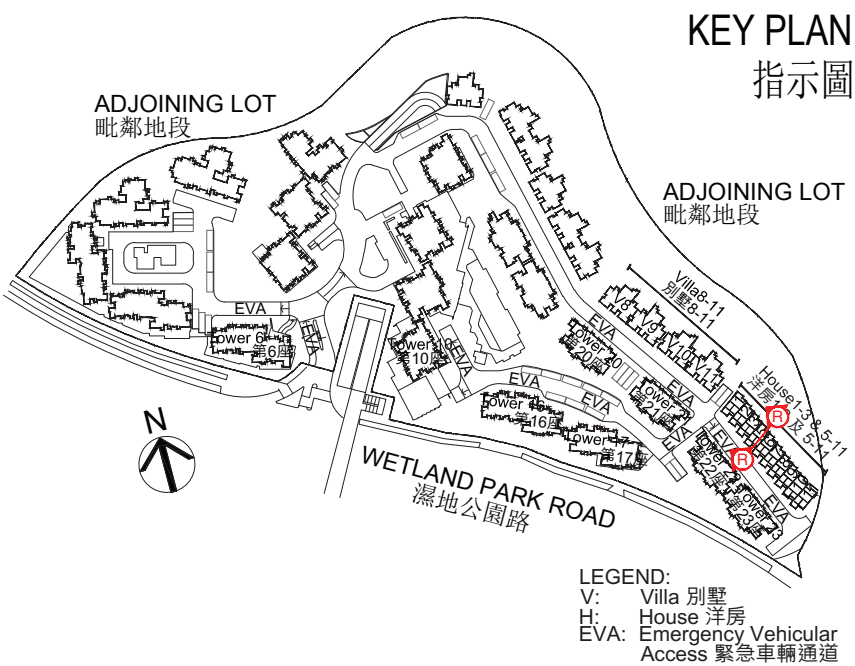 KEY PLAN
指示圖
ADJOINING LOT
毗鄰地段
ADJOINING LOT
毗鄰地段
Villa8-11
別墅8-11
V8
V9
V10
V11
House1-3 & 5-11
洋房
及 5-11
EVA
Tower 6
第6座
EVA
Tower 10
第10座
EVA
EVA
Tower 20
第20座
EVA
EVA
EVA
Tower 21
第21座
EVA
Tower 16
第16座
Tower 17
第17座
EVA
EVA
Tower 22
第22座
Tower 23
第23座
EVA
R
R
N
WETLAND PARK ROAD
濕地公園路
LEGEND:
V: Villa 別墅
H: House 洋房
EVA: Emergency Vehicular
Access 緊急車輛通道